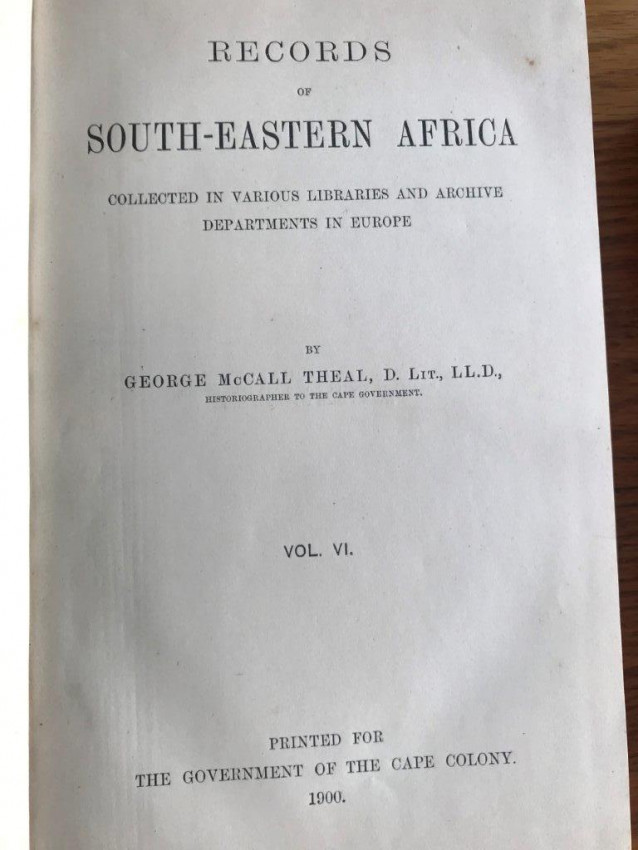 RECORDS
OF
SOUTH-EASTERN AFRICA
COLLECTED IN VARIOUS LIBRARIES AND ARCHIVE
DEPARTMENTS IN EUROPE
BY
GEORGE McCALL THEAL, D. LIT., LL.D.,
HISTORIOGRAPHER TO THE CAPE GOVERNMENT.
VOL. VI.
PRINTED FOR
THE GOVERNMENT OF THE CAPE COLONY.
1900.